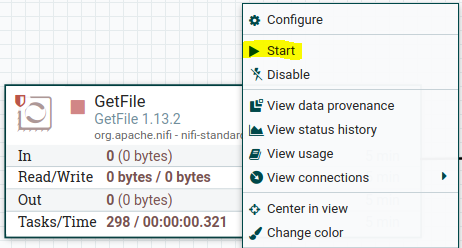 Configure
Start
Disable
View data provenance
View status history
View usage
View connections
Center in view
Change color
GetFile
GetFile 1.13.2
org.apache.nifi - nifi-standar
In 0 (0 bytes)
Read/Write 0 bytes / 0 bytes
Out 0 (0 bytes)
Tasks/Time 298 / 00:00:00.321